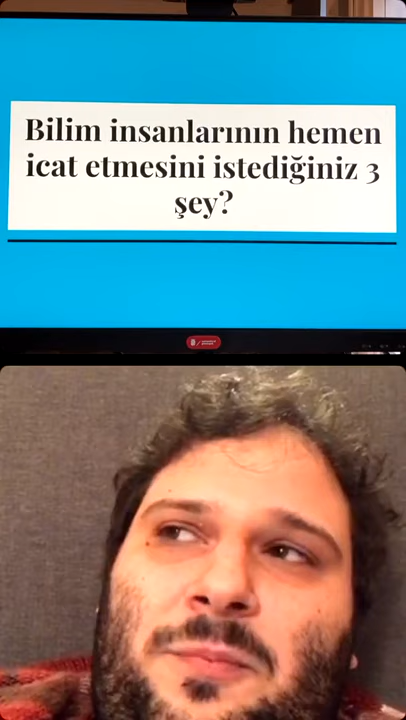 Bilim insanlarının hemen
icat etmesini istediğiniz 3
şey?